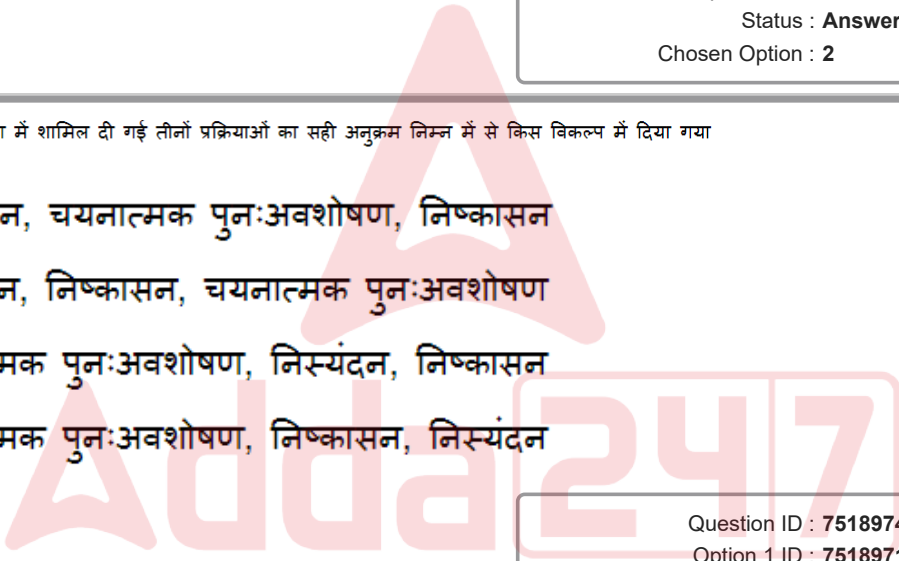 Status : Answer
Chosen Option : 2
में शामिल दी गई तीनों प्रक्रियाओं का सही अनुक्रम निम्न में से किस विकल्प में दिया गया
न, चयनात्मक पुनःअवशोषण, निष्कासन
न, निष्कासन, चयनात्मक पुनःअवशोषण
मक पुनःअवशोषण, निस्यंदन, निष्कासन
मक पुनःअवशोषण, निष्कासन, निस्यंदन
Adda247
Question ID : 7518974
Option 1 ID : 7518971